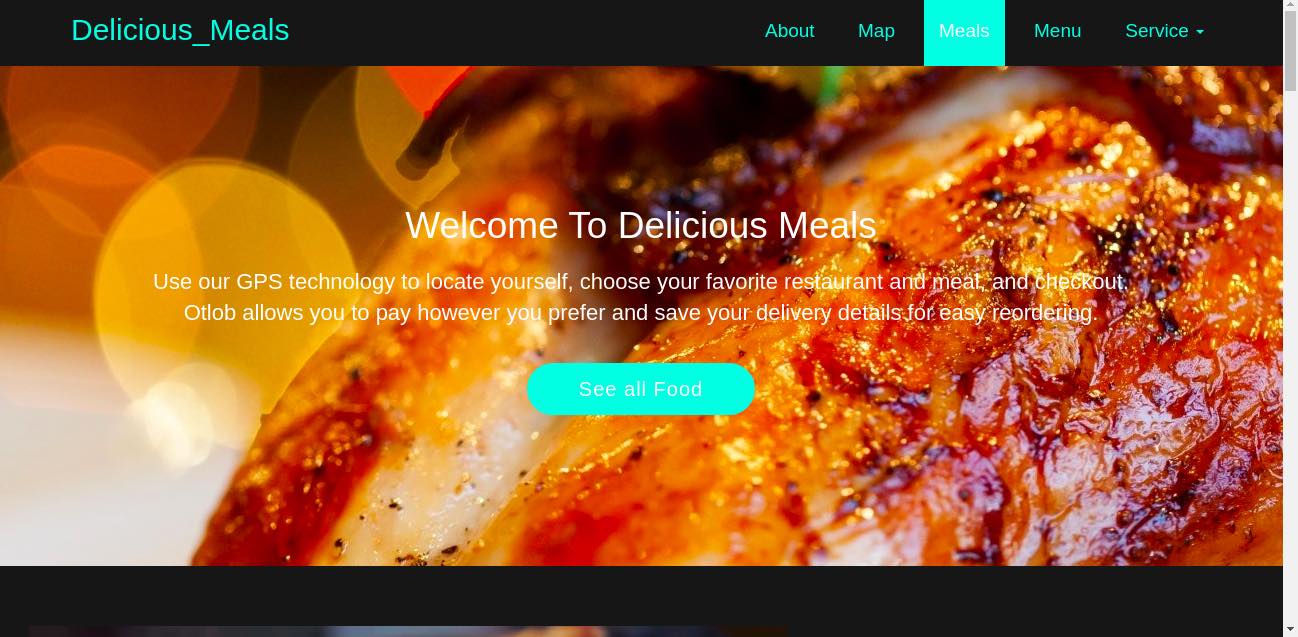 Delicious_Meals
About
Map
Meals
Menu
Service
Welcome To Delicious Meals
Use our GPS technology to locate yourself, choose your favorite restaurant and meat, and checkout.
Otlob allows you to pay however you prefer and save your delivery details for easy reordering.
See all Food